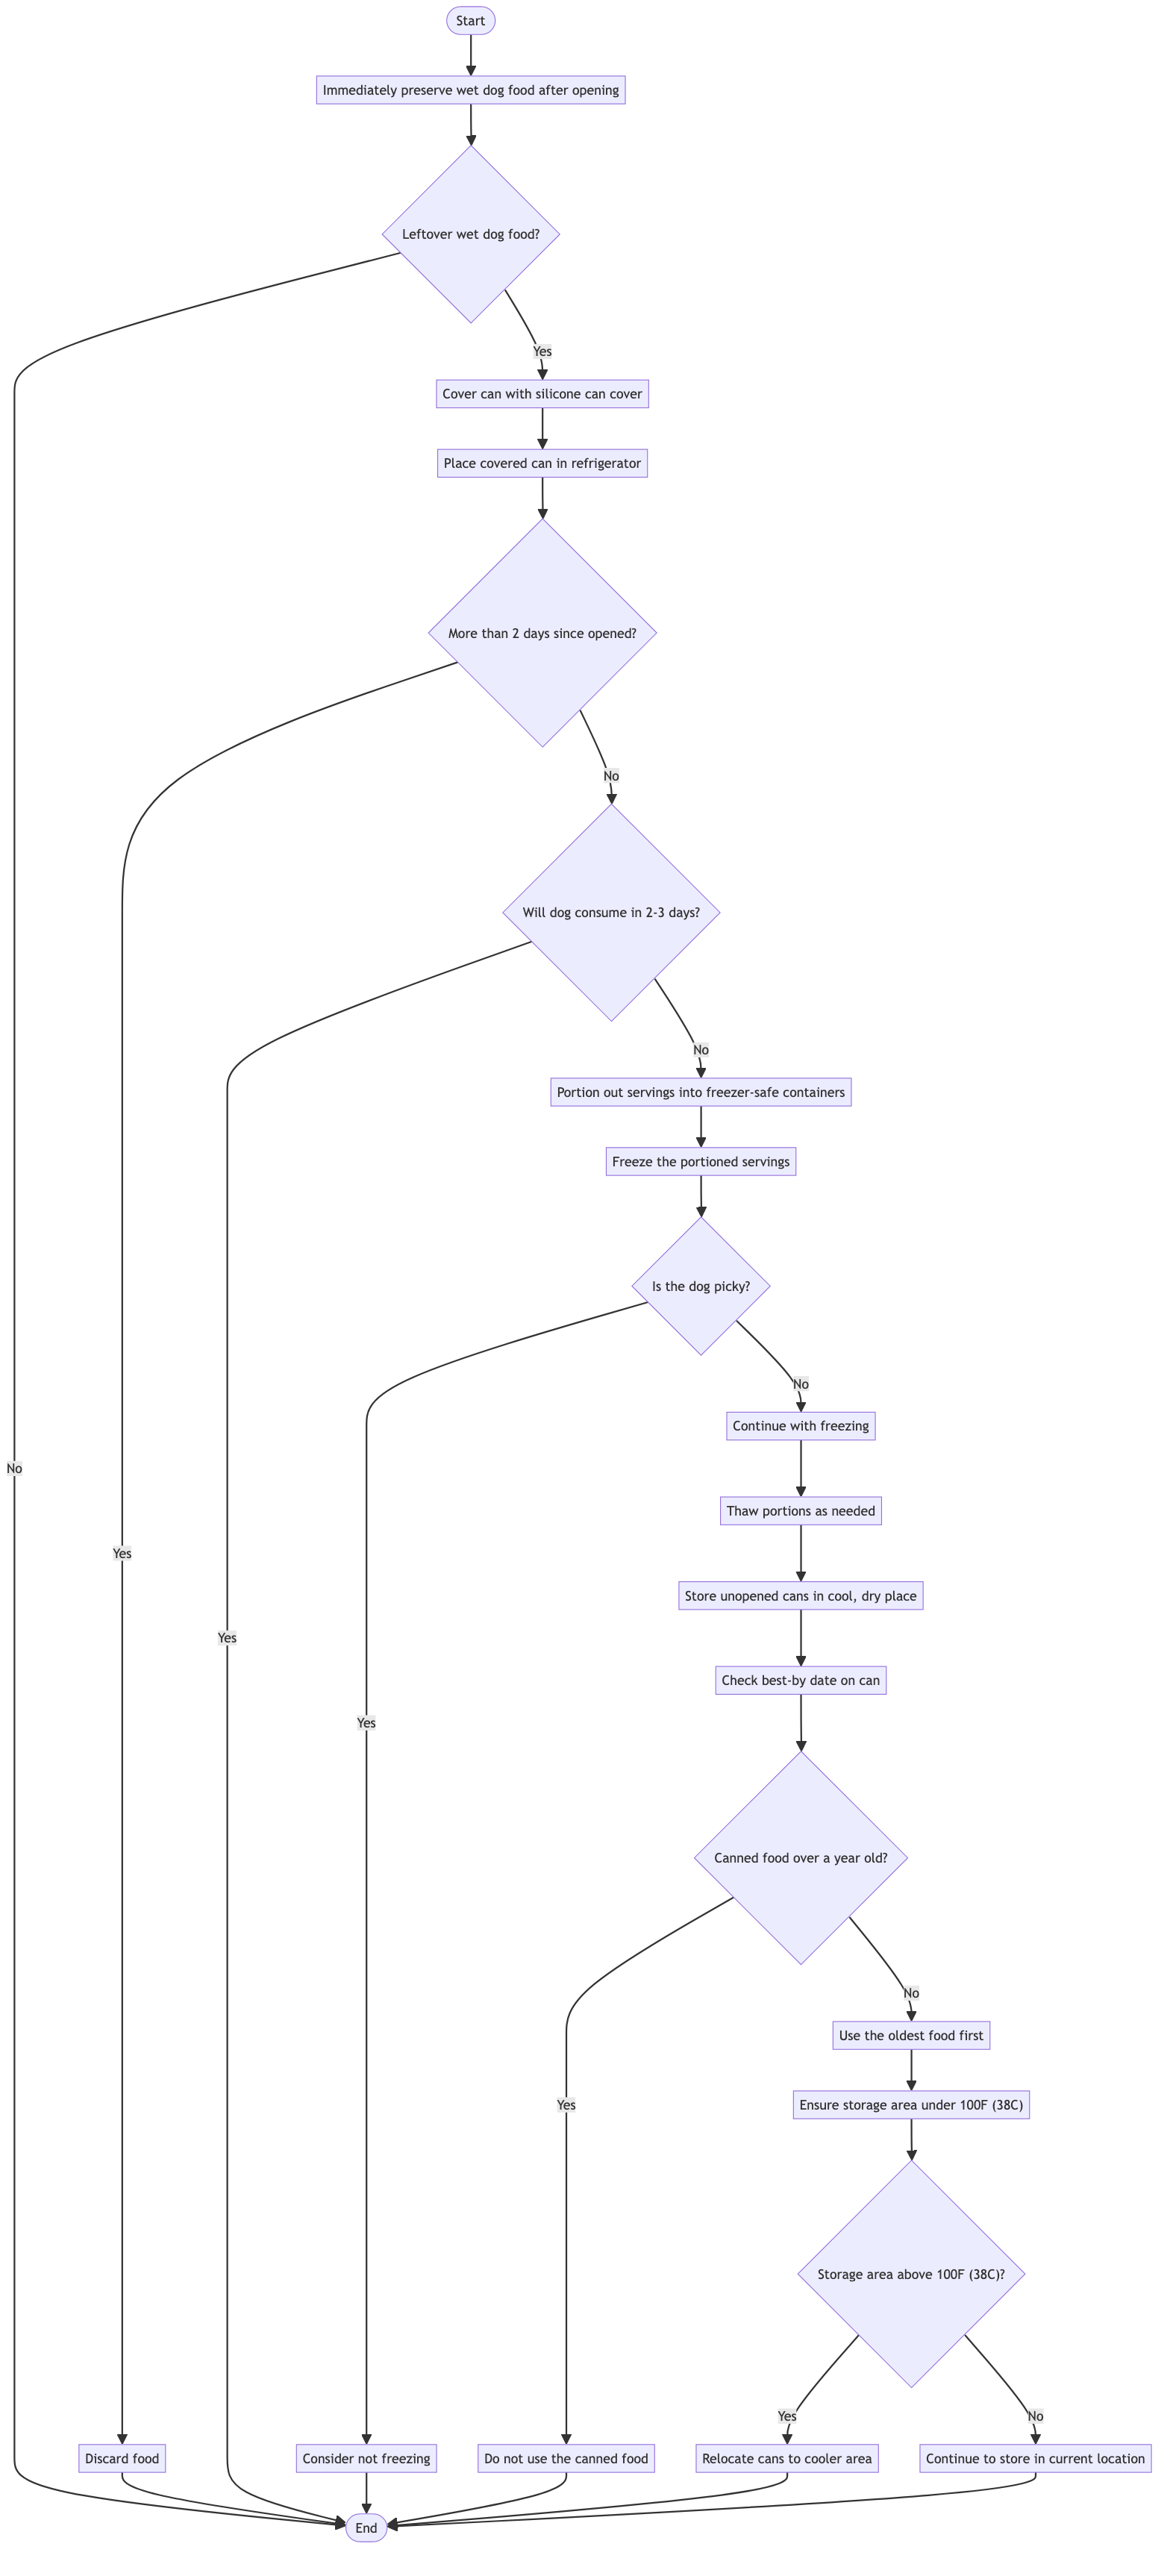 Start
Immediately preserve wet dog food after opening
Leftover wet dog food?
Yes
Cover can with silicone can cover
Place covered can in refrigerator
More than 2 days since opened?
No
Will dog consume in 2-3 days?
No
Portion out servings into freezer-safe containers
Freeze the portioned servings
Is the dog picky?
No
Continue with freezing
No
Thaw portions as needed
Yes
Store unopened cans in cool, dry place
Yes
Check best-by date on can
Yes
Canned food over a year old?
No
Use the oldest food first
Yes
Ensure storage area under 100F (38C)
Storage area above 100F (38C)?
Yes
No
Discard food
Consider not freezing
Do not use the canned food
Relocate cans to cooler area
Continue to store in current location
End